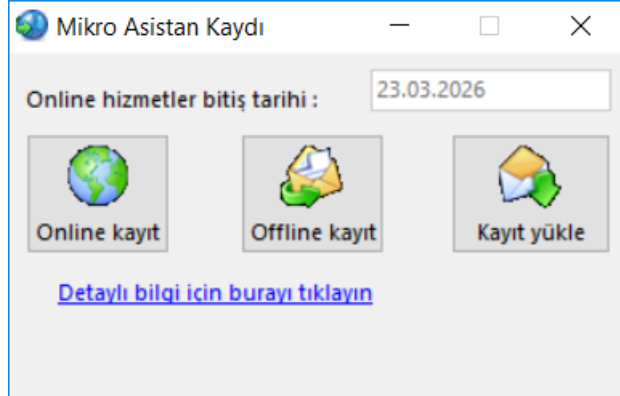 Mikro Asistan Kaydı
Online hizmetler bitiş tarihi : 23.03.2026
Online kayıt Offline kayıt Kayıt yükle
Detaylı bilgi için burayı tıklayın